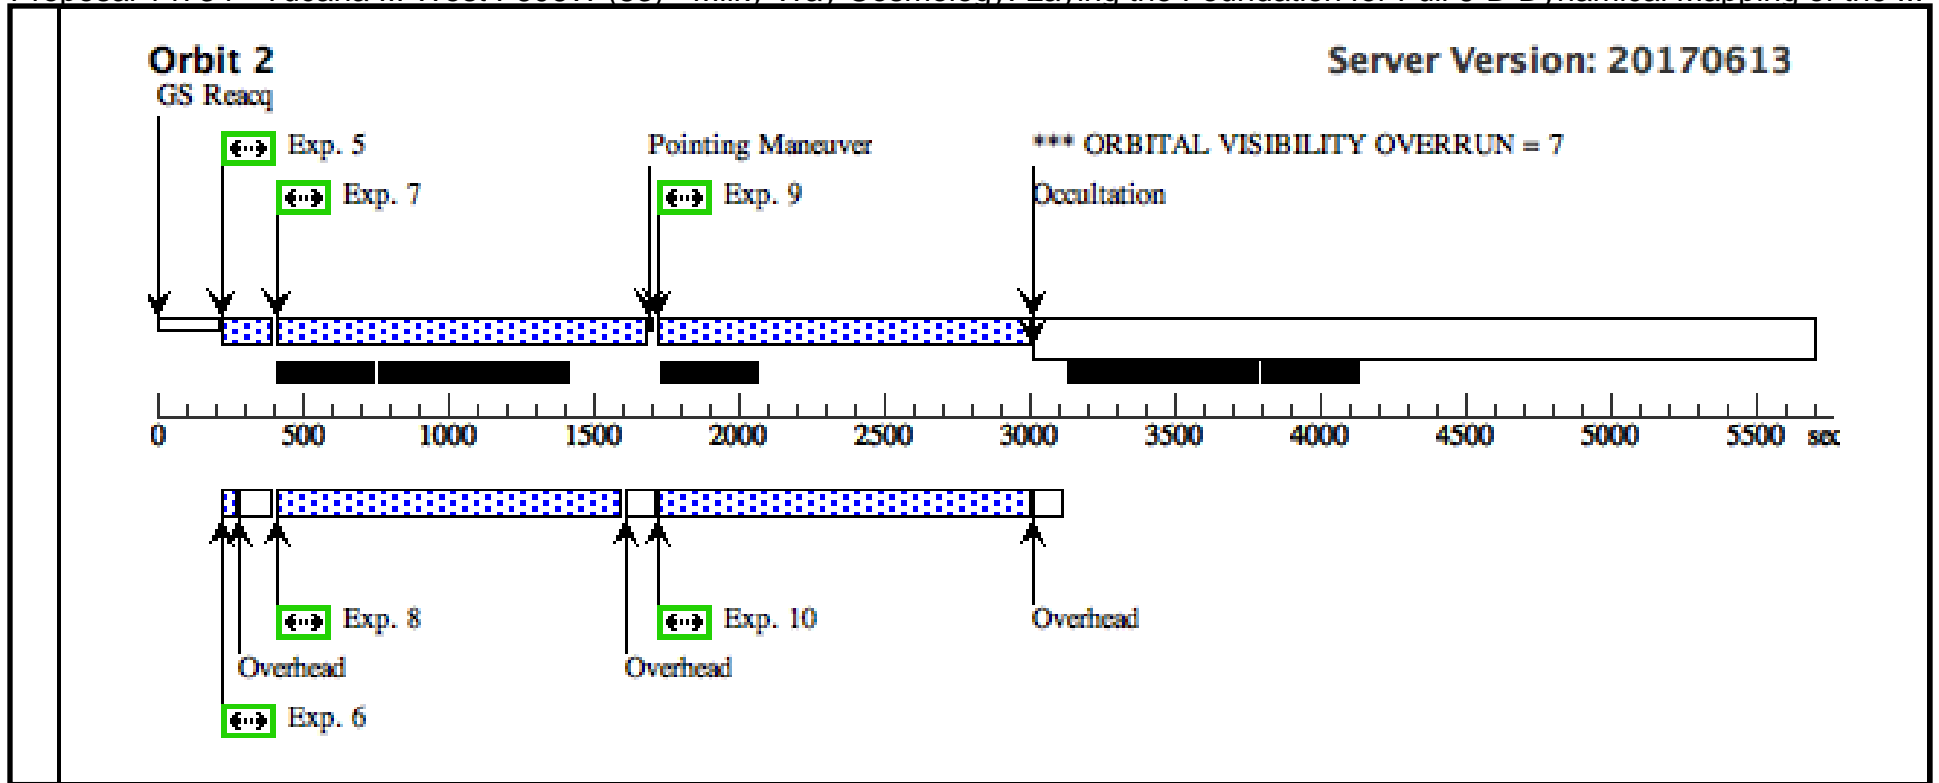 Orbit 2
Server Version: 20170613
GS Reacq
Exp. 5
Pointing Maneuver
*** ORBITAL VISIBILITY OVERRUN = 7
Exp. 7
Exp. 9
Occultation
0 500 1000 1500 2000 2500 3000 3500 4000 4500 5000 5500 sec
Exp. 8
Exp. 10
Overhead
Overhead
Overhead
Exp. 6